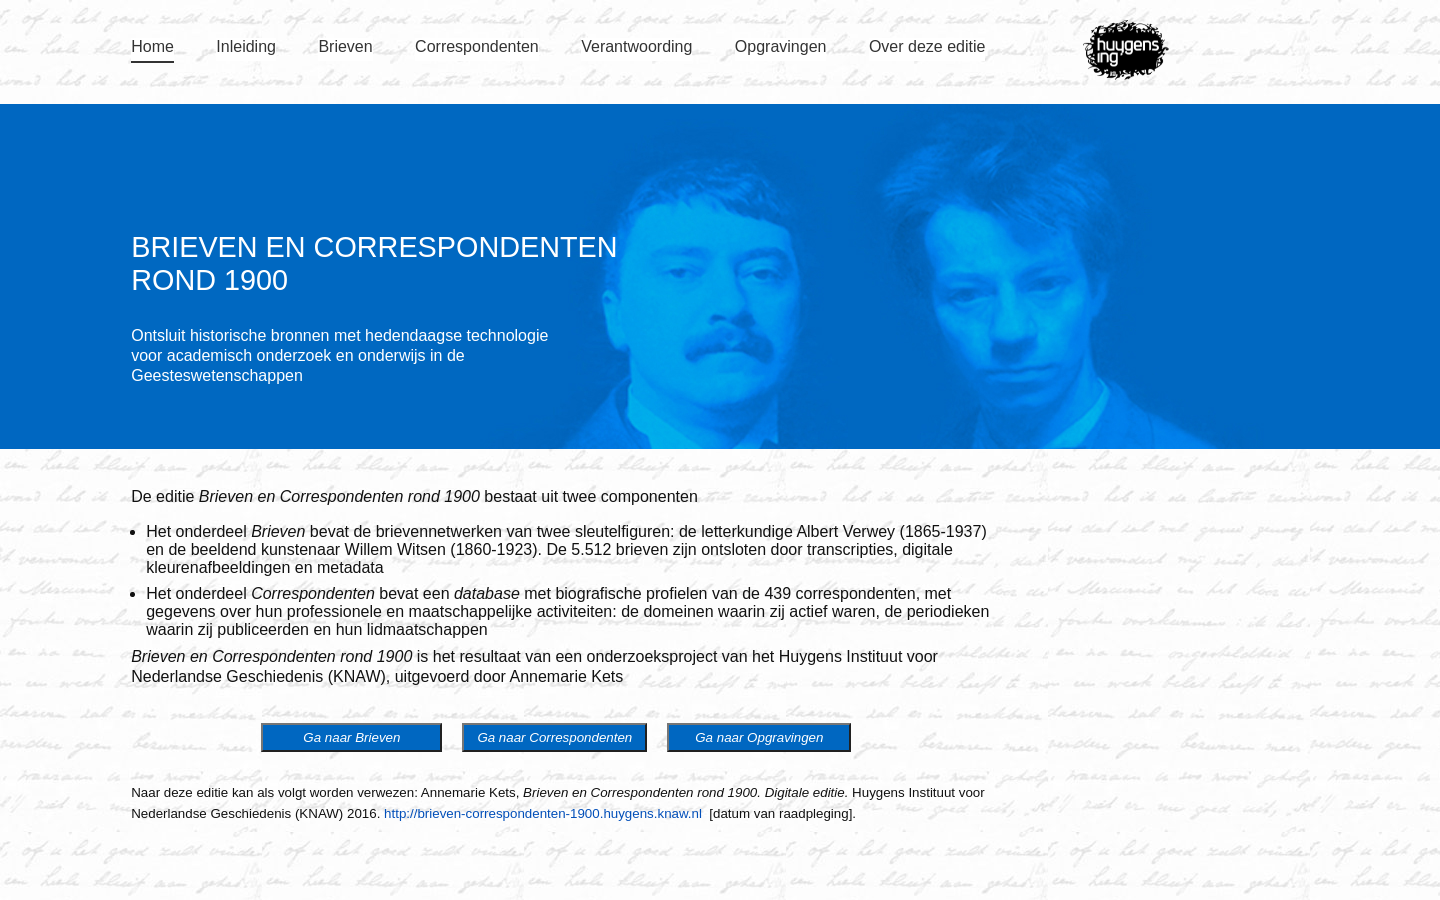 Home Inleiding Brieven Correspondenten Verantwoording Opgravingen Over deze editie
huygens
ing
BRIEVEN EN CORRESPONDENTEN
ROND 1900
Ontsluit historische bronnen met hedendaagse technologie
voor academisch onderzoek en onderwijs in de
Geesteswetenschappen
De editie Brieven en Correspondenten rond 1900 bestaat uit twee componenten
• Het onderdeel Brieven bevat de brievennetwerken van twee sleutelfiguren: de letterkundige Albert Verwey (1865-1937)
en de beeldend kunstenaar Willem Witsen (1860-1923). De 5.512 brieven zijn ontsloten door transcripties, digitale
kleurenafbeeldingen en metadata
• Het onderdeel Correspondenten bevat een database met biografische profielen van de 439 correspondenten, met
gegevens over hun professionele en maatschappelijke activiteiten: de domeinen waarin zij actief waren, de periodieken
waarin zij publiceerden en hun lidmaatschappen
Brieven en Correspondenten rond 1900 is het resultaat van een onderzoeksproject van het Huygens Instituut voor
Nederlandse Geschiedenis (KNAW), uitgevoerd door Annemarie Kets
Ga naar Brieven
Ga naar Correspondenten
Ga naar Opgravingen
Naar deze editie kan als volgt worden verwezen: Annemarie Kets, Brieven en Correspondenten rond 1900. Digitale editie. Huygens Instituut voor
Nederlandse Geschiedenis (KNAW) 2016. http://brieven-correspondenten-1900.huygens.knaw.nl [datum van raadpleging].